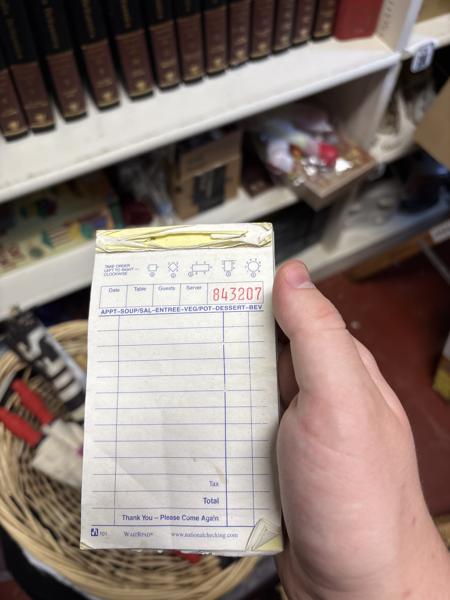 TAKE ORDER
LEFT TO RIGHT —
CLOCKWISE
Date Table Guests Server 843207
APPT–SOUP/SAL–ENTREE–VEG/POT–DESSERT–BEV
Tax
Total
Thank You – Please Come Again
101 WaitrPad® www.nationalchecking.com